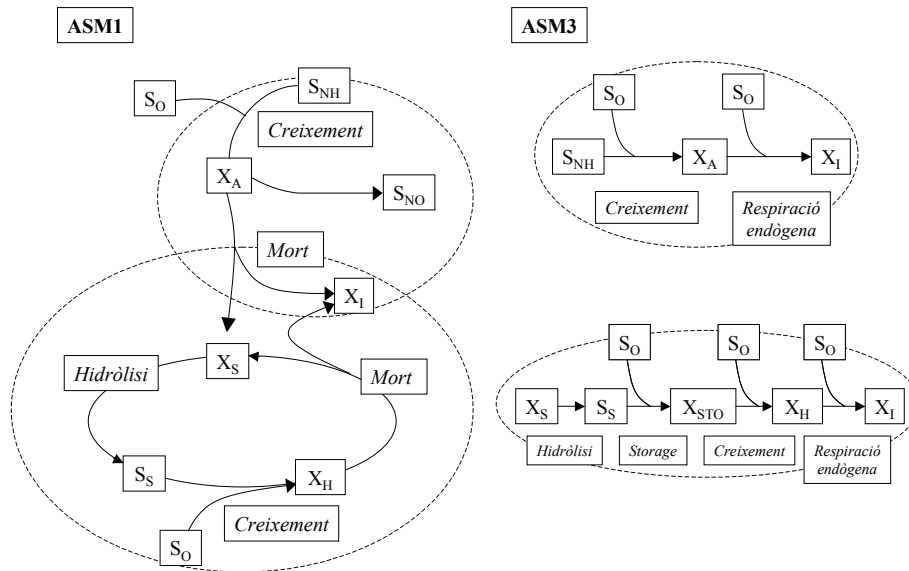 ASM1
S_O
S_NH
Creixement
X_A
S_NO
Mort
X_I
X_S
Hidròlisi
Mort
S_S
X_H
Creixement
S_O
ASM3
S_O
S_O
S_NH
X_A
X_I
Creixement
Respiració
endògena
S_O
S_O
S_O
X_S
S_S
X_STO
X_H
X_I
Hidròlisi
Storage
Creixement
Respiració
endògena